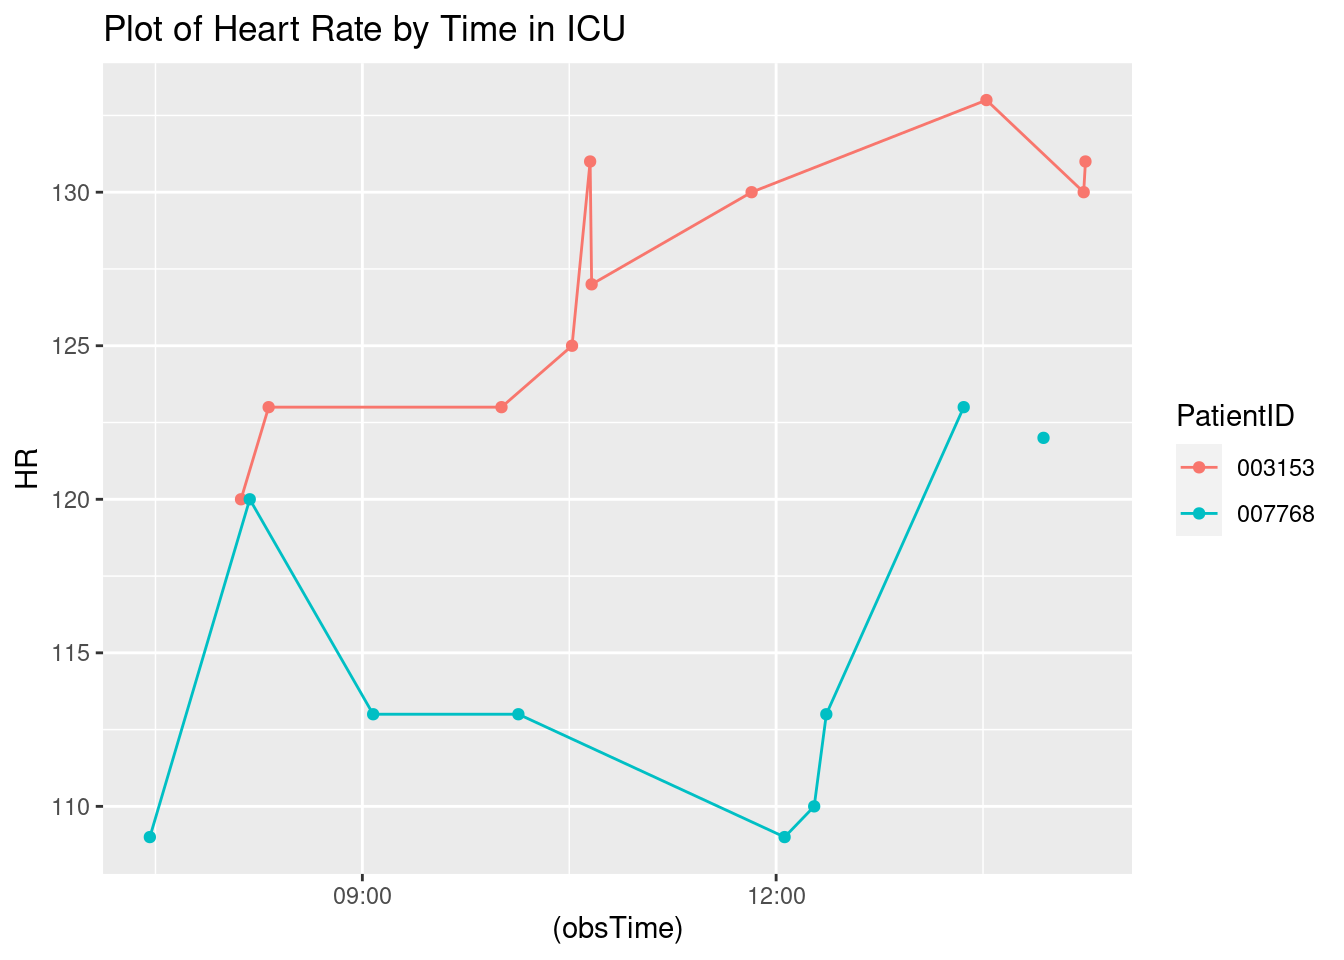 Plot of Heart Rate by Time in ICU
130
125
120
115
110
HR
09:00
12:00
(obsTime)
PatientID
003153
007768